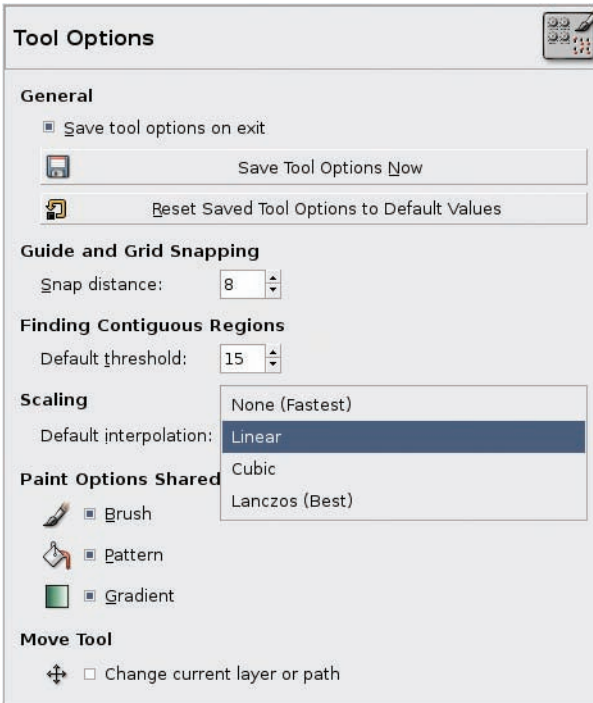 Tool Options
General
Save tool options on exit
Save Tool Options Now
Reset Saved Tool Options to Default Values
Guide and Grid Snapping
Snap distance: 8
Finding Contiguous Regions
Default threshold: 15
Scaling
None (Fastest)
Default interpolation: Linear
Cubic
Paint Options Shared
Lanczos (Best)
Brush
Pattern
Gradient
Move Tool
Change current layer or path